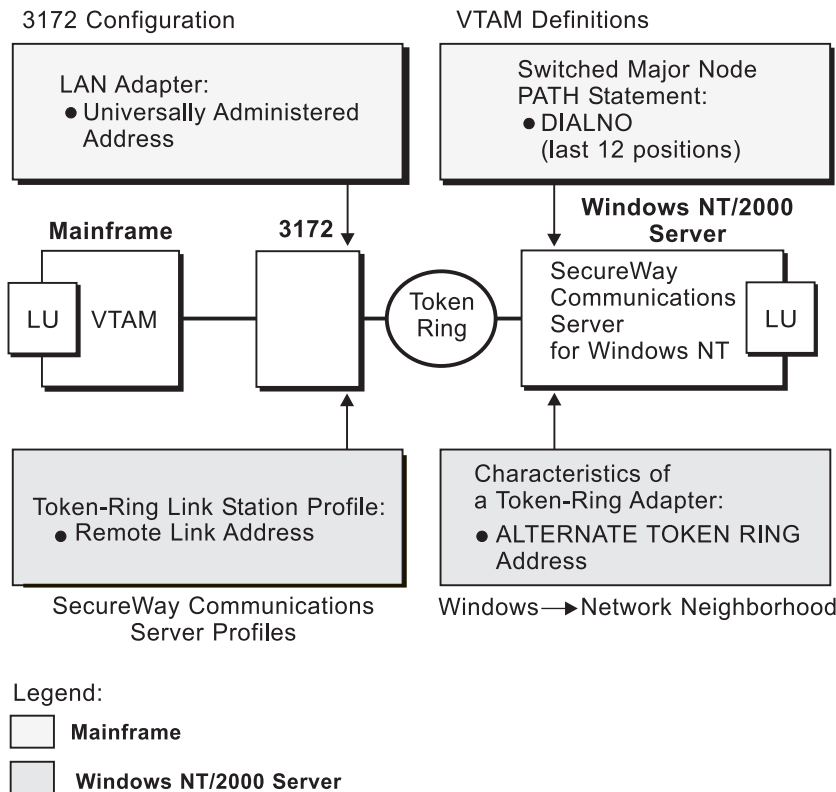 3172 Configuration
LAN Adapter:
● Universally Administered
Address
VTAM Definitions
Switched Major Node
PATH Statement:
● DIALNO
(last 12 positions)
Mainframe
LU
VTAM
3172
Token
Ring
Windows NT/2000
Server
SecureWay
Communications
Server
for Windows NT
LU
Token-Ring Link Station Profile:
● Remote Link Address
SecureWay Communications
Server Profiles
Characteristics of
a Token-Ring Adapter:
● ALTERNATE TOKEN RING
Address
Windows→Network Neighborhood
Legend:
Mainframe
Windows NT/2000 Server